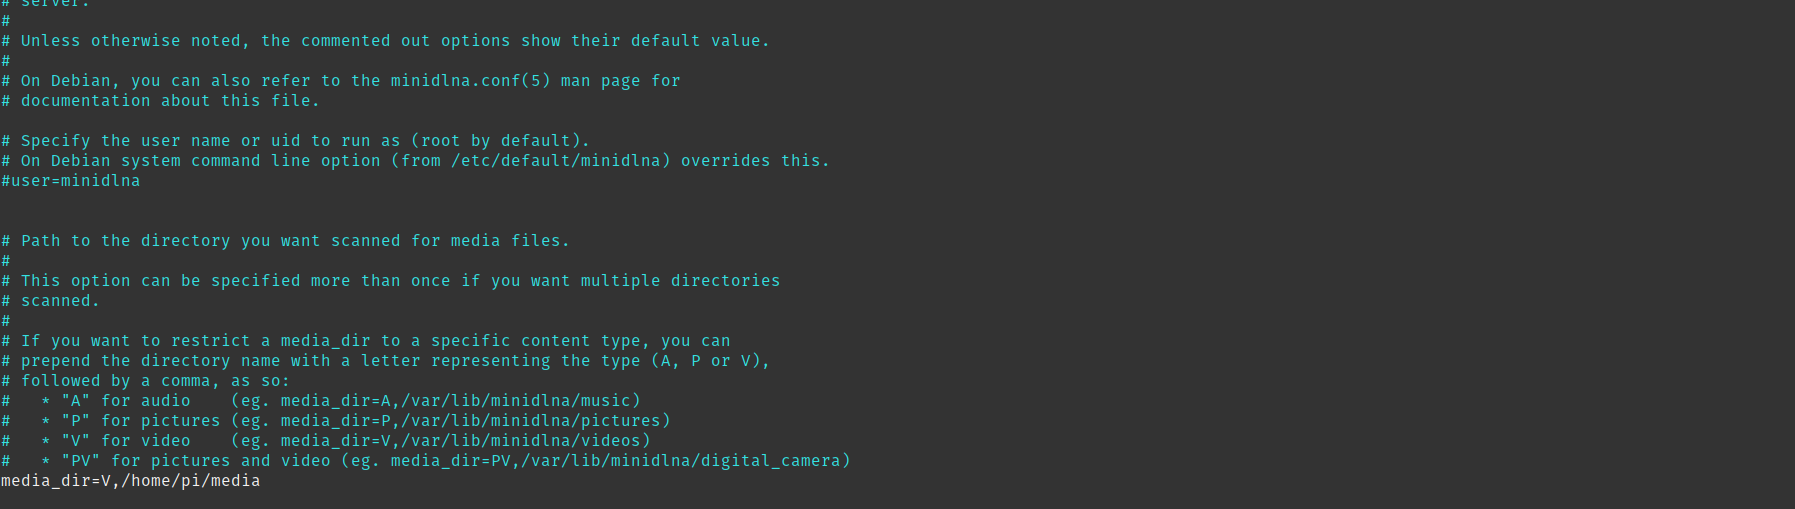 # server.
#
# Unless otherwise noted, the commented out options show their default value.
#
# On Debian, you can also refer to the minidlna.conf(5) man page for
# documentation about this file.

# Specify the user name or uid to run as (root by default).
# On Debian system command line option (from /etc/default/minidlna) overrides this.
#user=minidlna


# Path to the directory you want scanned for media files.
#
# This option can be specified more than once if you want multiple directories
# scanned.
#
# If you want to restrict a media_dir to a specific content type, you can
# prepend the directory name with a letter representing the type (A, P or V),
# followed by a comma, as so:
#   * "A" for audio    (eg. media_dir=A,/var/lib/minidlna/music)
#   * "P" for pictures (eg. media_dir=P,/var/lib/minidlna/pictures)
#   * "V" for video    (eg. media_dir=V,/var/lib/minidlna/videos)
#   * "PV" for pictures and video (eg. media_dir=PV,/var/lib/minidlna/digital_camera)
media_dir=V,/home/pi/media